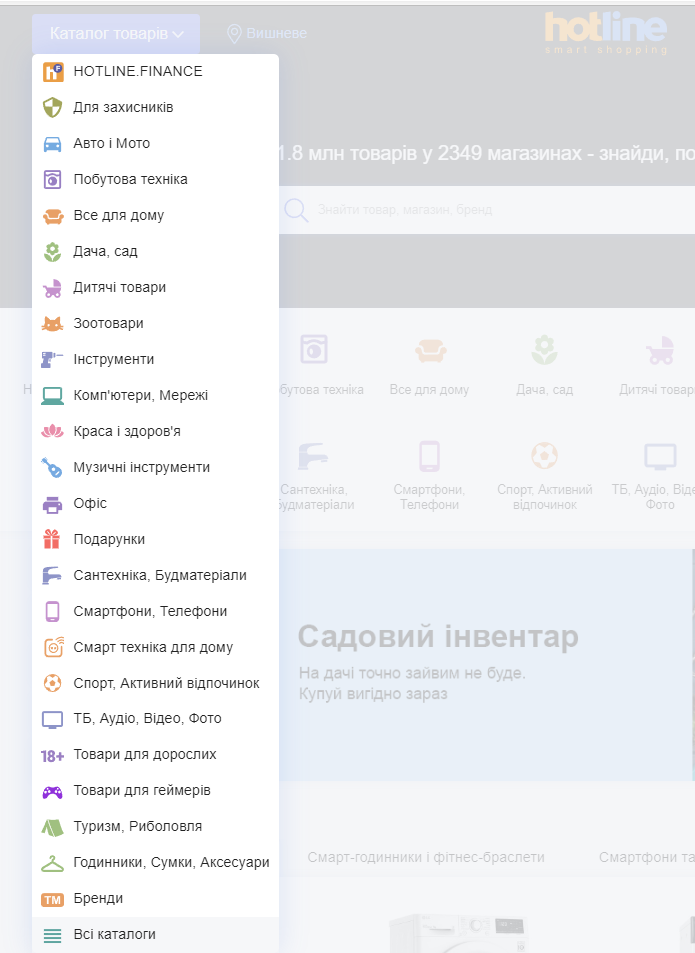 Каталог товарів
Вишневе
hotline
smart shopping
HOTLINE.FINANCE
Для захисників
Авто і Мото
Побутова техніка
Все для дому
Дача, сад
Дитячі товари
Зоотовари
Інструменти
Комп'ютери, Мережі
Краса і здоров'я
Музичні інструменти
Офіс
Подарунки
Сантехніка, Будматеріали
Смартфони, Телефони
Смарт техніка для дому
Спорт, Активний відпочинок
ТБ, Аудіо, Відео, Фото
18+ Товари для дорослих
Товари для геймерів
Туризм, Риболовля
Годинники, Сумки, Аксесуари
TM Бренди
Всі каталоги
1.8 млн товарів у 2349 магазинах - знайди, по
Знайти товар, магазин, бренд
обутова техніка
Все для дому
Дача, сад
Дитячі товар
Сантехніка,
будматеріали
Смартфони,
Телефони
Спорт, Активний
відпочинок
ТБ, Аудіо, Віде
Фото
Садовий інвентар
На дачі точно зайвим не буде.
Купуй вигідно зараз
Смарт-годинники і фітнес-браслети
Смартфони та